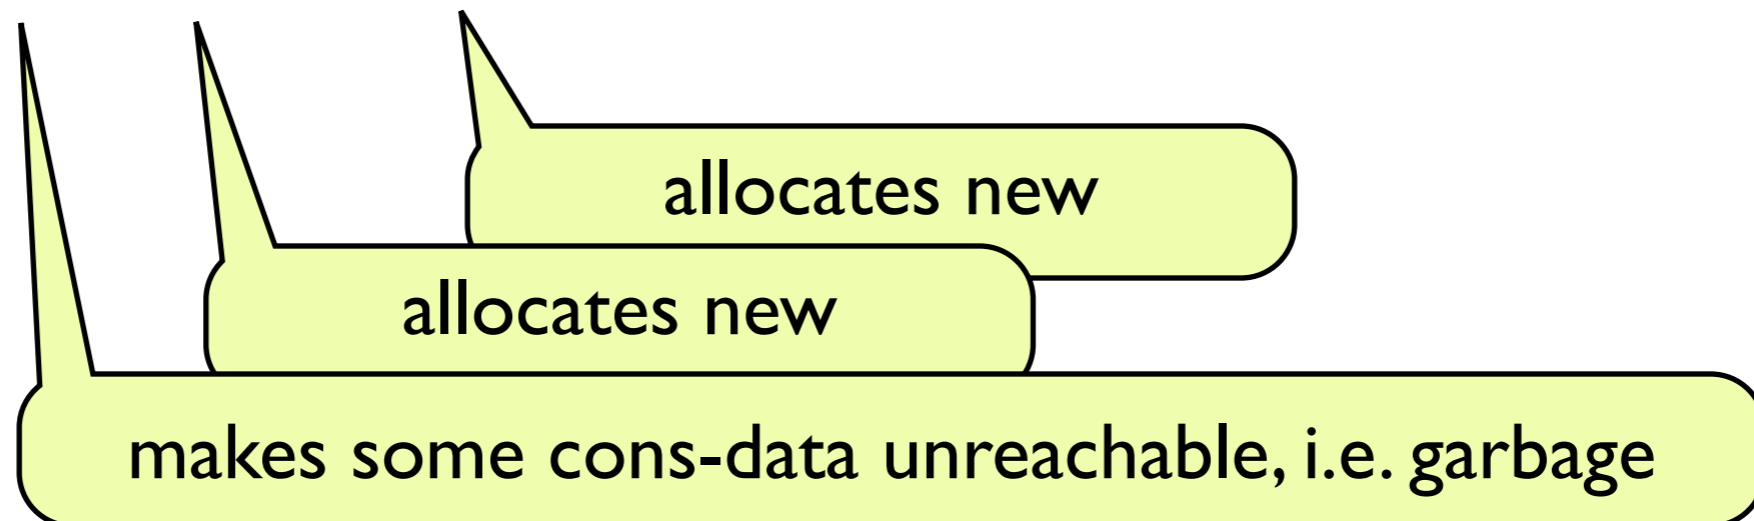 allocates new
allocates new
makes some cons-data unreachable, i.e. garbage